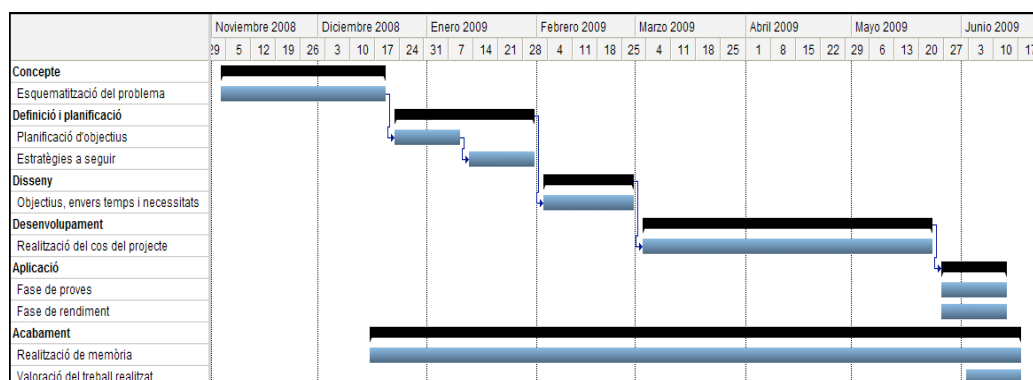 Noviembre 2008 Diciembre 2008 Enero 2009 Febrero 2009 Marzo 2009 Abril 2009 Mayo 2009 Junio 2009
29 5 12 19 26 3 10 17 24 31 7 14 21 28 4 11 18 25 4 11 18 25 1 8 15 22 29 6 13 20 27 3 10 17
Concepte
Esquematització del problema
Definició i planificació
Planificació d'objectius
Estratègies a seguir
Disseny
Objectius, envers temps i necessitats
Desenvolupament
Realització del cos del projecte
Aplicació
Fase de proves
Fase de rendiment
Acabament
Realització de memòria
Valoració del treball realitzat